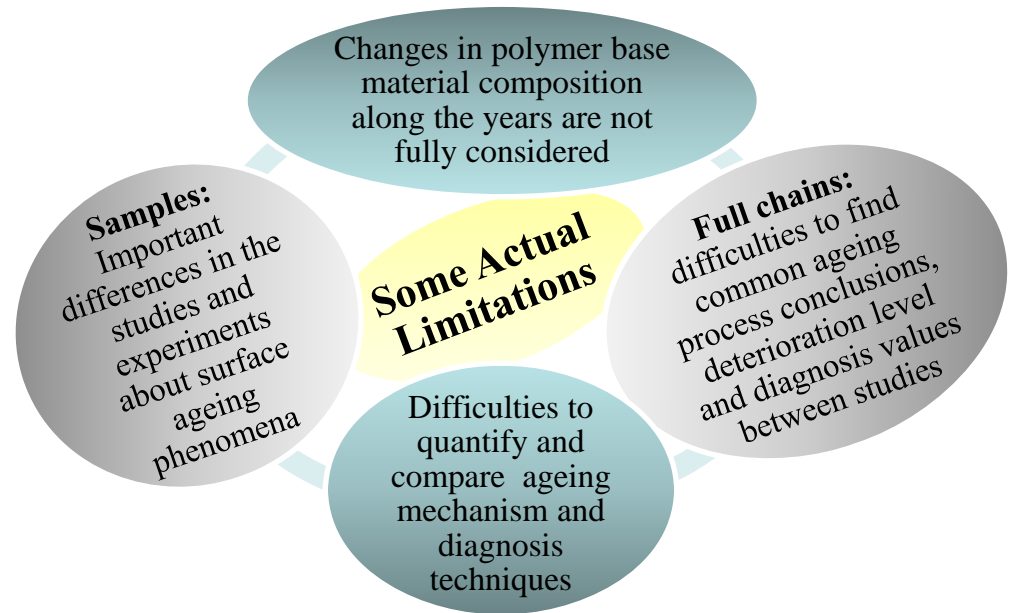 Changes in polymer base
material composition
along the years are not
fully considered
Samples:
Important
differences in the
studies and
experiments
about surface
ageing
phenomena
Some Actual
Limitations
Full chains:
difficulties to find
common ageing
process conclusions,
deterioration level
and diagnosis values
between studies
Difficulties to
quantify and
compare  ageing
mechanism and
diagnosis
techniques